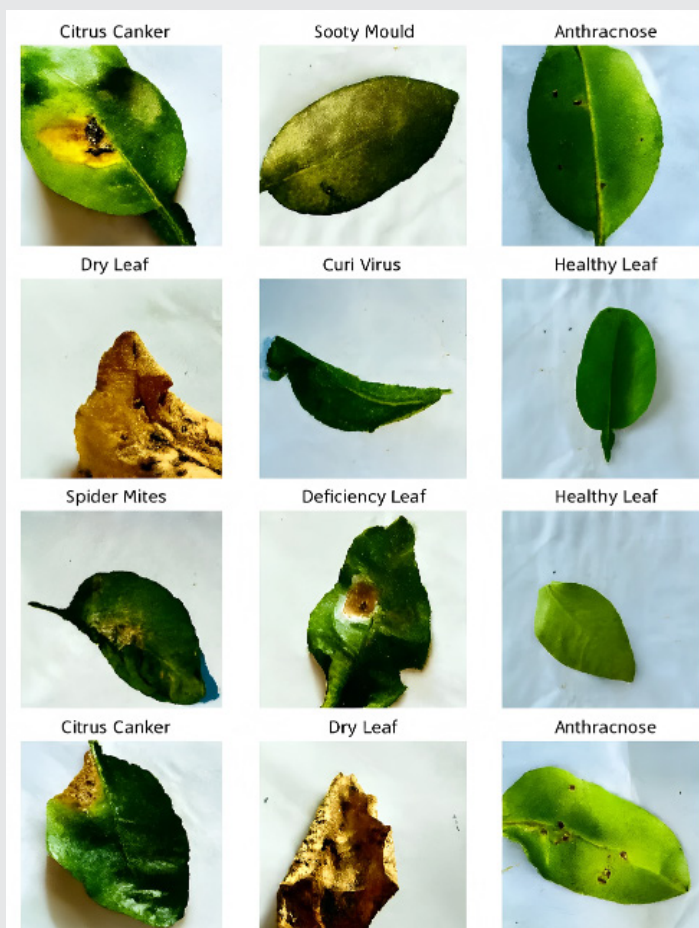 Citrus Canker
Sooty Mould
Anthracnose
Dry Leaf
Curi Virus
Healthy Leaf
Spider Mites
Deficiency Leaf
Healthy Leaf
Citrus Canker
Dry Leaf
Anthracnose